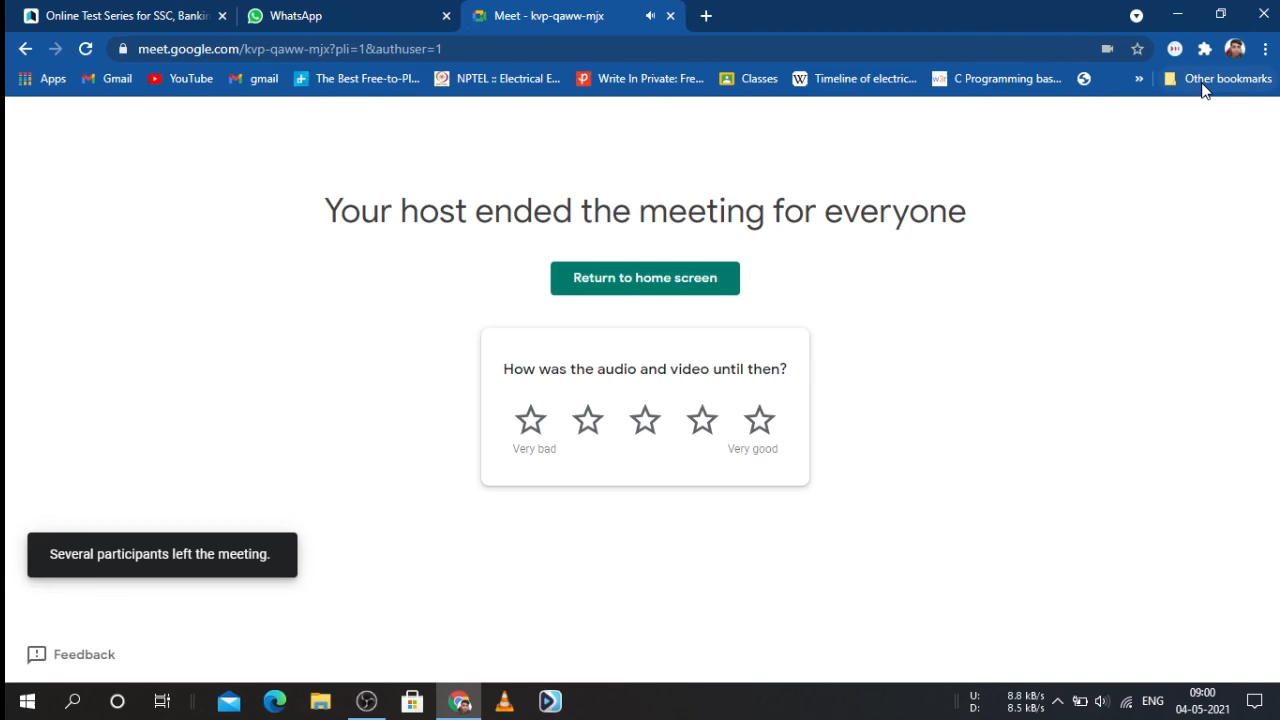 Online Test Series for SSC, Bankin
WhatsApp
Meet - kvp-qaww-mjx
meet.google.com/kvp-qaww-mjx?pli=1&authuser=1
Apps
Gmail
YouTube
gmail
The Best Free-to-Pl...
NPTEL :: Electrical E...
Write In Private: Fre...
Classes
W
Timeline of electric...
w3r
C Programming bas...
»
Other bookmarks
Your host ended the meeting for everyone
Return to home screen
How was the audio and video until then?
Very bad
Very good
Several participants left the meeting.
Feedback
U: 8.8 kB/s
D: 8.5 kB/s
ENG
09:00
04-05-2021